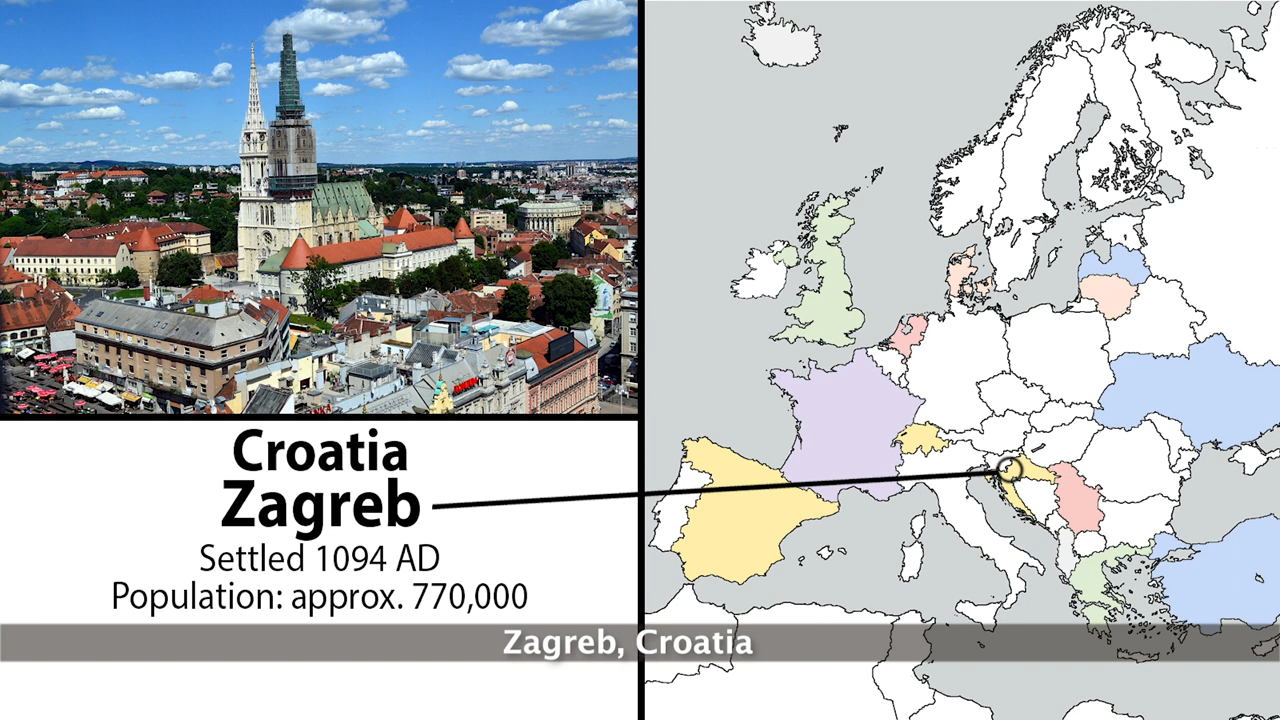 Croatia
Zagreb
Settled 1094 AD
Population: approx. 770,000
Zagreb, Croatia